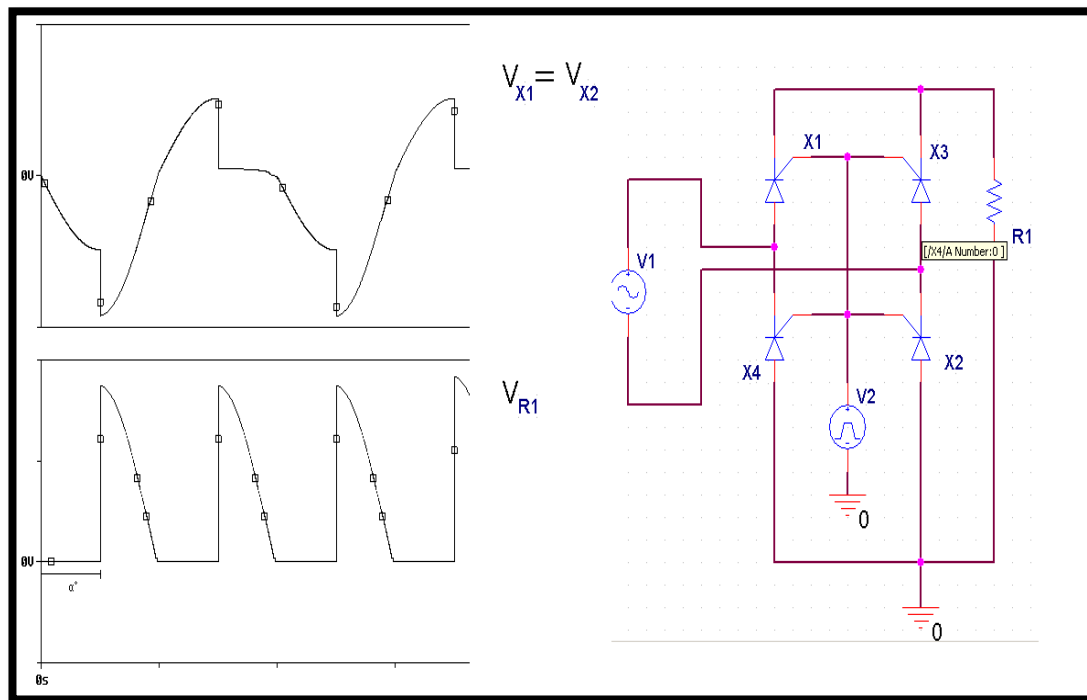 V X1 = V X2
0V
V R1
0V
α°
0s
X1
X3
R1
[/X4/A Number:0 ]
V1
X4
X2
V2
0
0